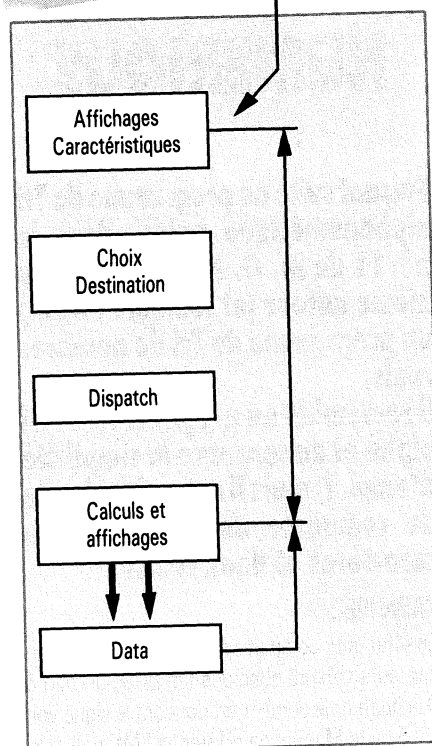 Affichages
Caractéristiques
Choix
Destination
Dispatch
Calculs et
affichages
Data